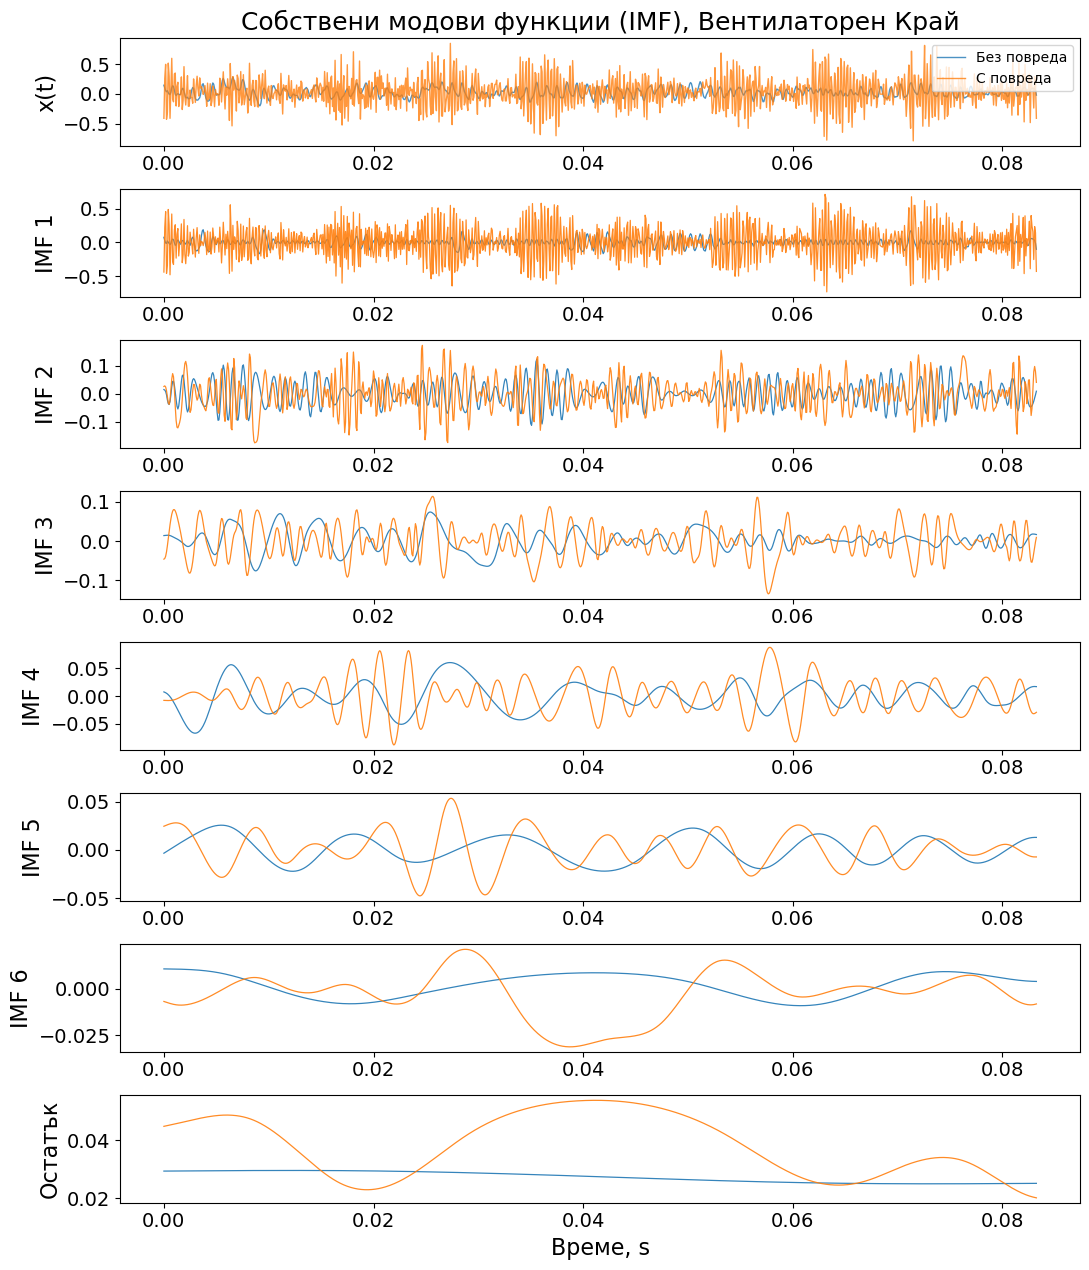 Собствени модови функции (IMF), Вентилаторен Край
x(t)
0.5
0.0
−0.5
Без повреда
С повреда
0.00 0.02 0.04 0.06 0.08
IMF 1
0.5
0.0
−0.5
0.00 0.02 0.04 0.06 0.08
IMF 2
0.1
0.0
−0.1
0.00 0.02 0.04 0.06 0.08
IMF 3
0.1
0.0
−0.1
0.00 0.02 0.04 0.06 0.08
IMF 4
0.05
0.00
−0.05
0.00 0.02 0.04 0.06 0.08
IMF 5
0.05
0.00
−0.05
0.00 0.02 0.04 0.06 0.08
IMF 6
0.000
−0.025
0.00 0.02 0.04 0.06 0.08
Остатък
0.04
0.02
0.00 0.02 0.04 0.06 0.08
Време, s